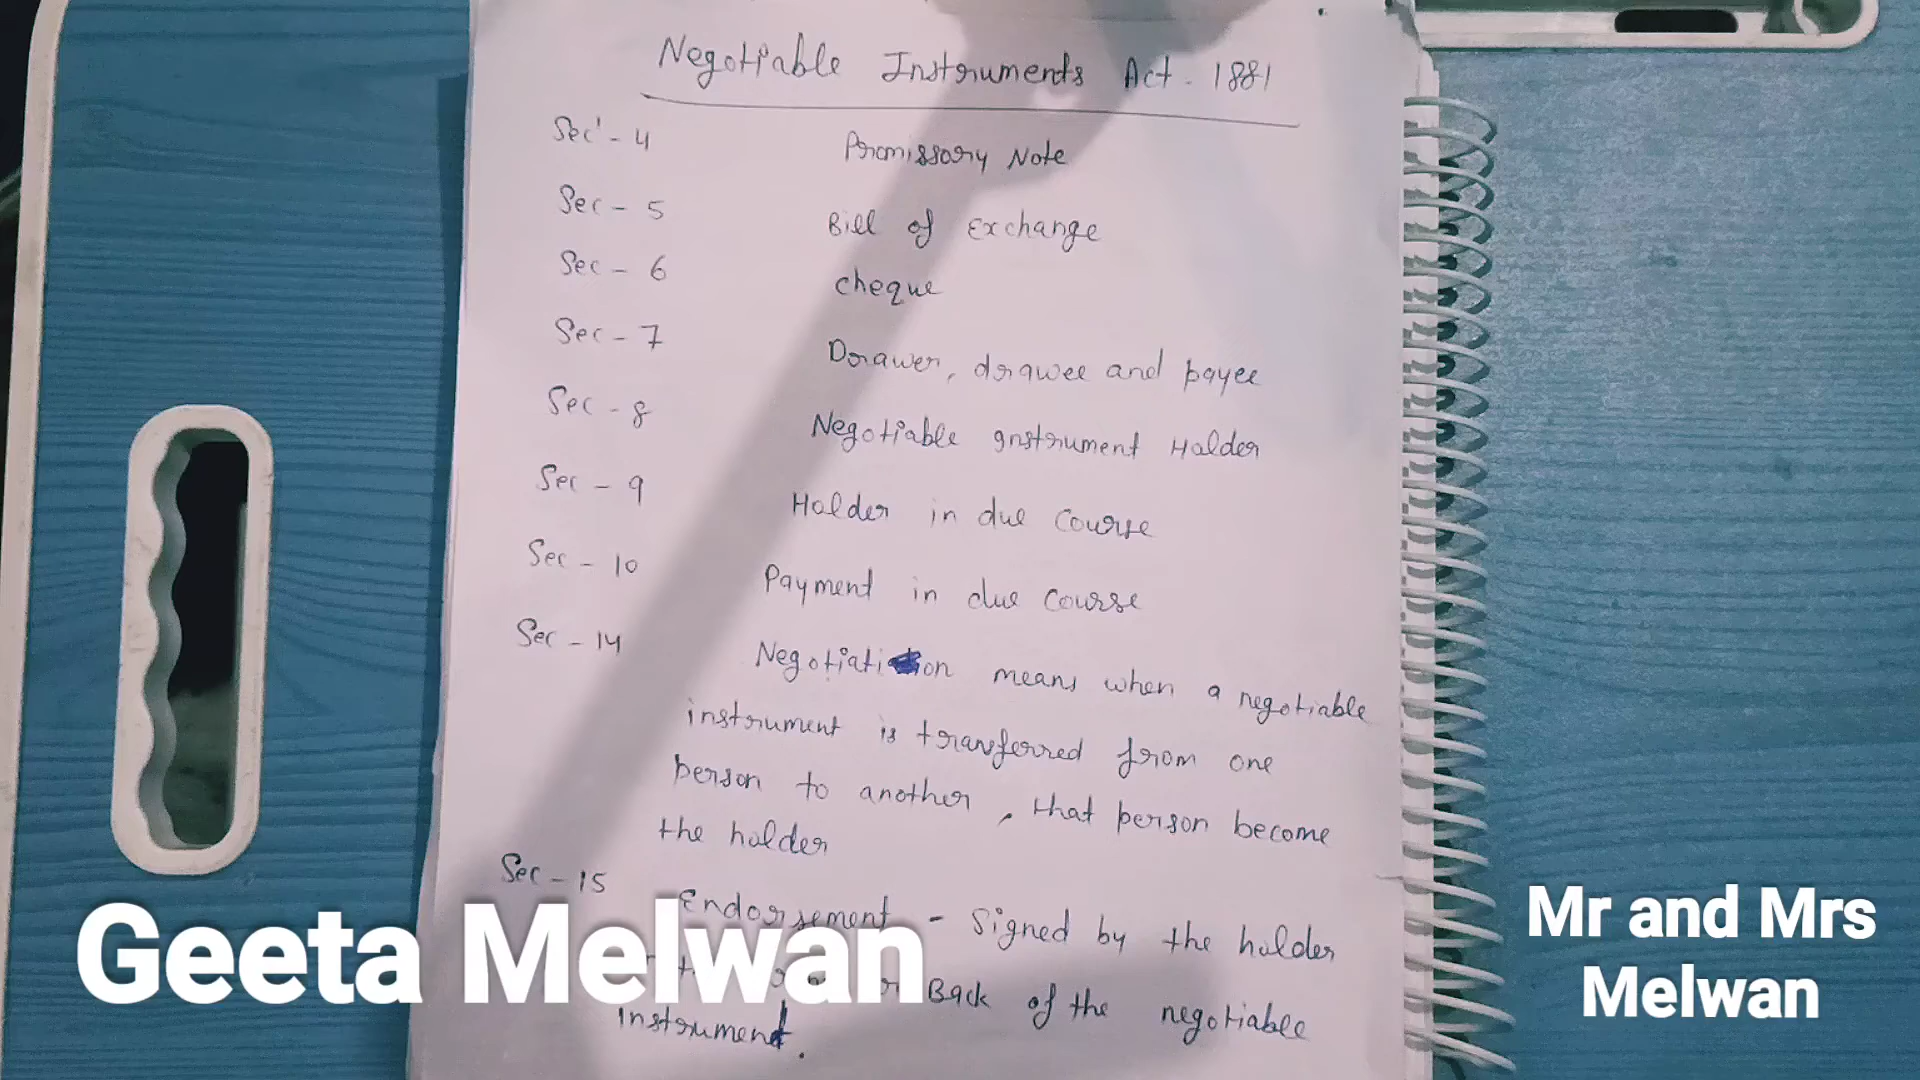 Negotiable Instruments Act - 1881
Sec - 4 Promissory Note
Sec - 5 Bill of Exchange
Sec - 6 cheque
Sec - 7 Drawer, drawee and payee
Sec - 8 Negotiable Instrument Holder
Sec - 9 Holder in due course
Sec - 10 Payment in due course
Sec - 14 Negotiation means when a negotiable
instrument is transferred from one
person to another, that person become
the holder
Sec - 15 Endorsement - Signed by the holder
Back of the negotiable
instrument.
Geeta Melwan
Mr and Mrs
Melwan